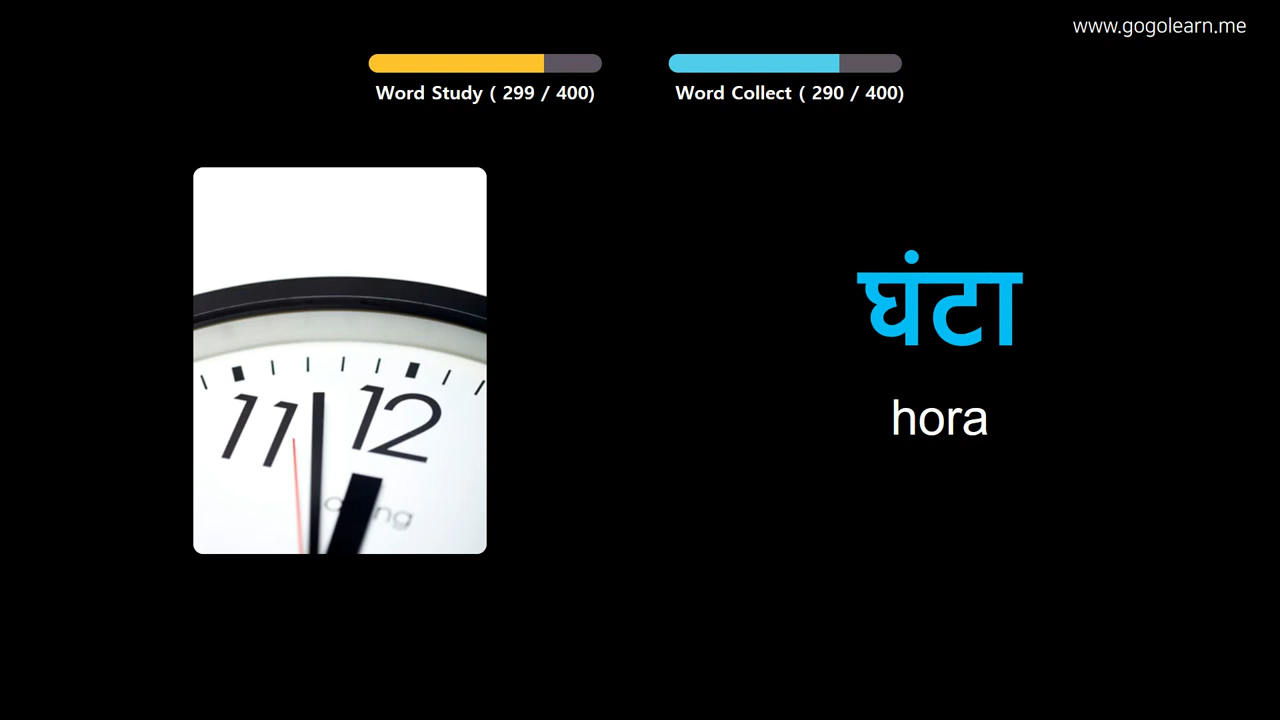 www.gogolearn.me
Word Study ( 299 / 400)
Word Collect ( 290 / 400)
घंटा
hora
11
12